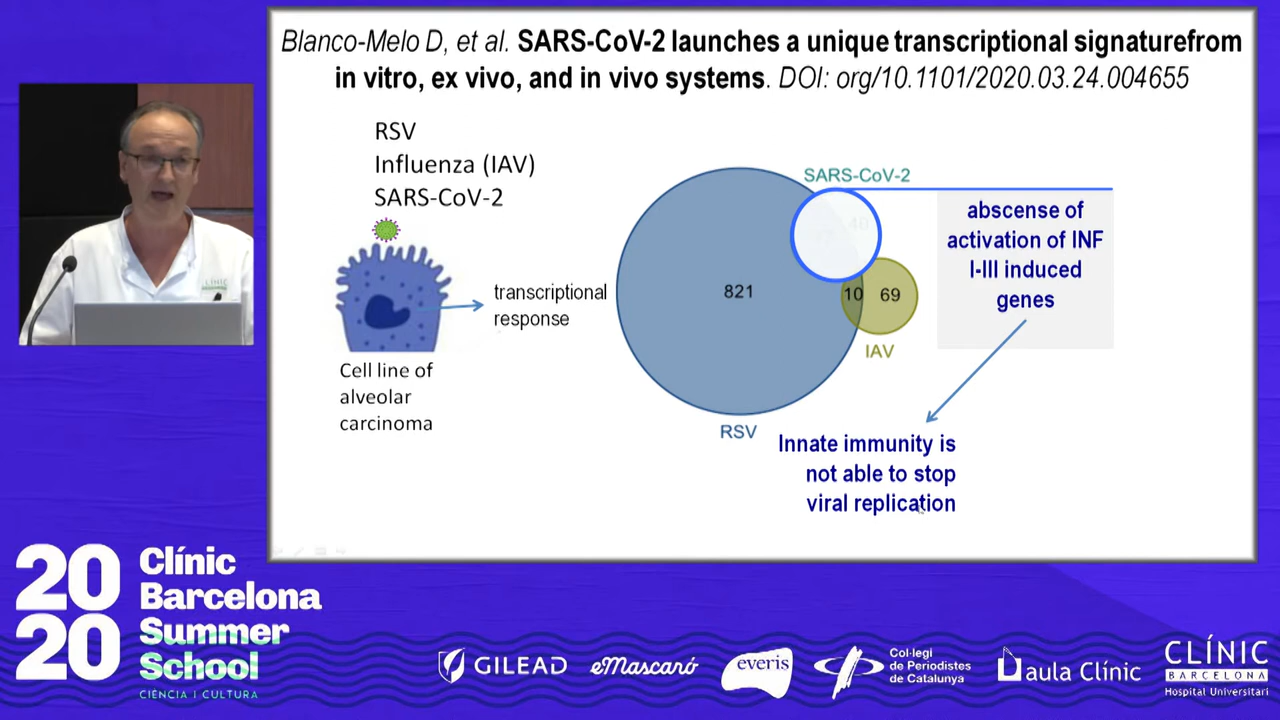 Blanco-Melo D, et al. SARS-CoV-2 launches a unique transcriptional signaturefrom
in vitro, ex vivo, and in vivo systems. DOI: org/10.1101/2020.03.24.004655
RSV
Influenza (IAV)
SARS-CoV-2
transcriptional
response
Cell line of
alveolar
carcinoma
SARS-CoV-2
821
10
69
IAV
RSV
abscense of
activation of INF
I-III induced
genes
Innate immunity is
not able to stop
viral replication
CLÍNIC
2020
Clínic
Barcelona
Summer
School
CIÈNCIA I CULTURA
GILEAD
eMascaró
everis
Col·legi
de Periodistes
de Catalunya
aula Clínic
CLÍNIC
BARCELONA
Hospital Universitari